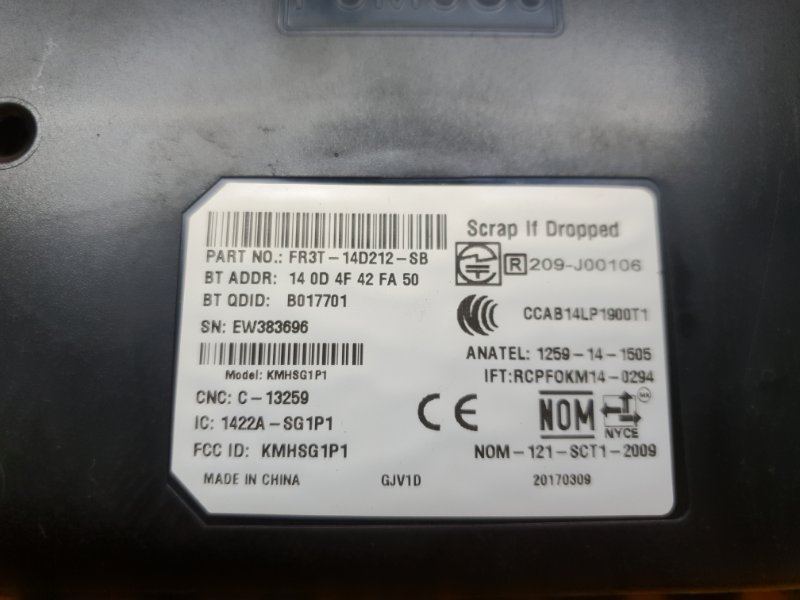 PART NO.: FR3T-14D212-SB
BT ADDR: 14 0D 4F 42 FA 50
BT QDID: B017701
SN: EW383696
Model: KMHSG1P1
CNC: C-13259
IC: 1422A-SG1P1
FCC ID: KMHSG1P1
MADE IN CHINA
GJV1D
Scrap If Dropped
R 209-J00106
CCAB14LP1900T1
ANATEL: 1259-14-1505
IFT:RCPFOKM14-0294
CE
NOM
MX
NYCE
NOM-121-SCT1-2009
20170309